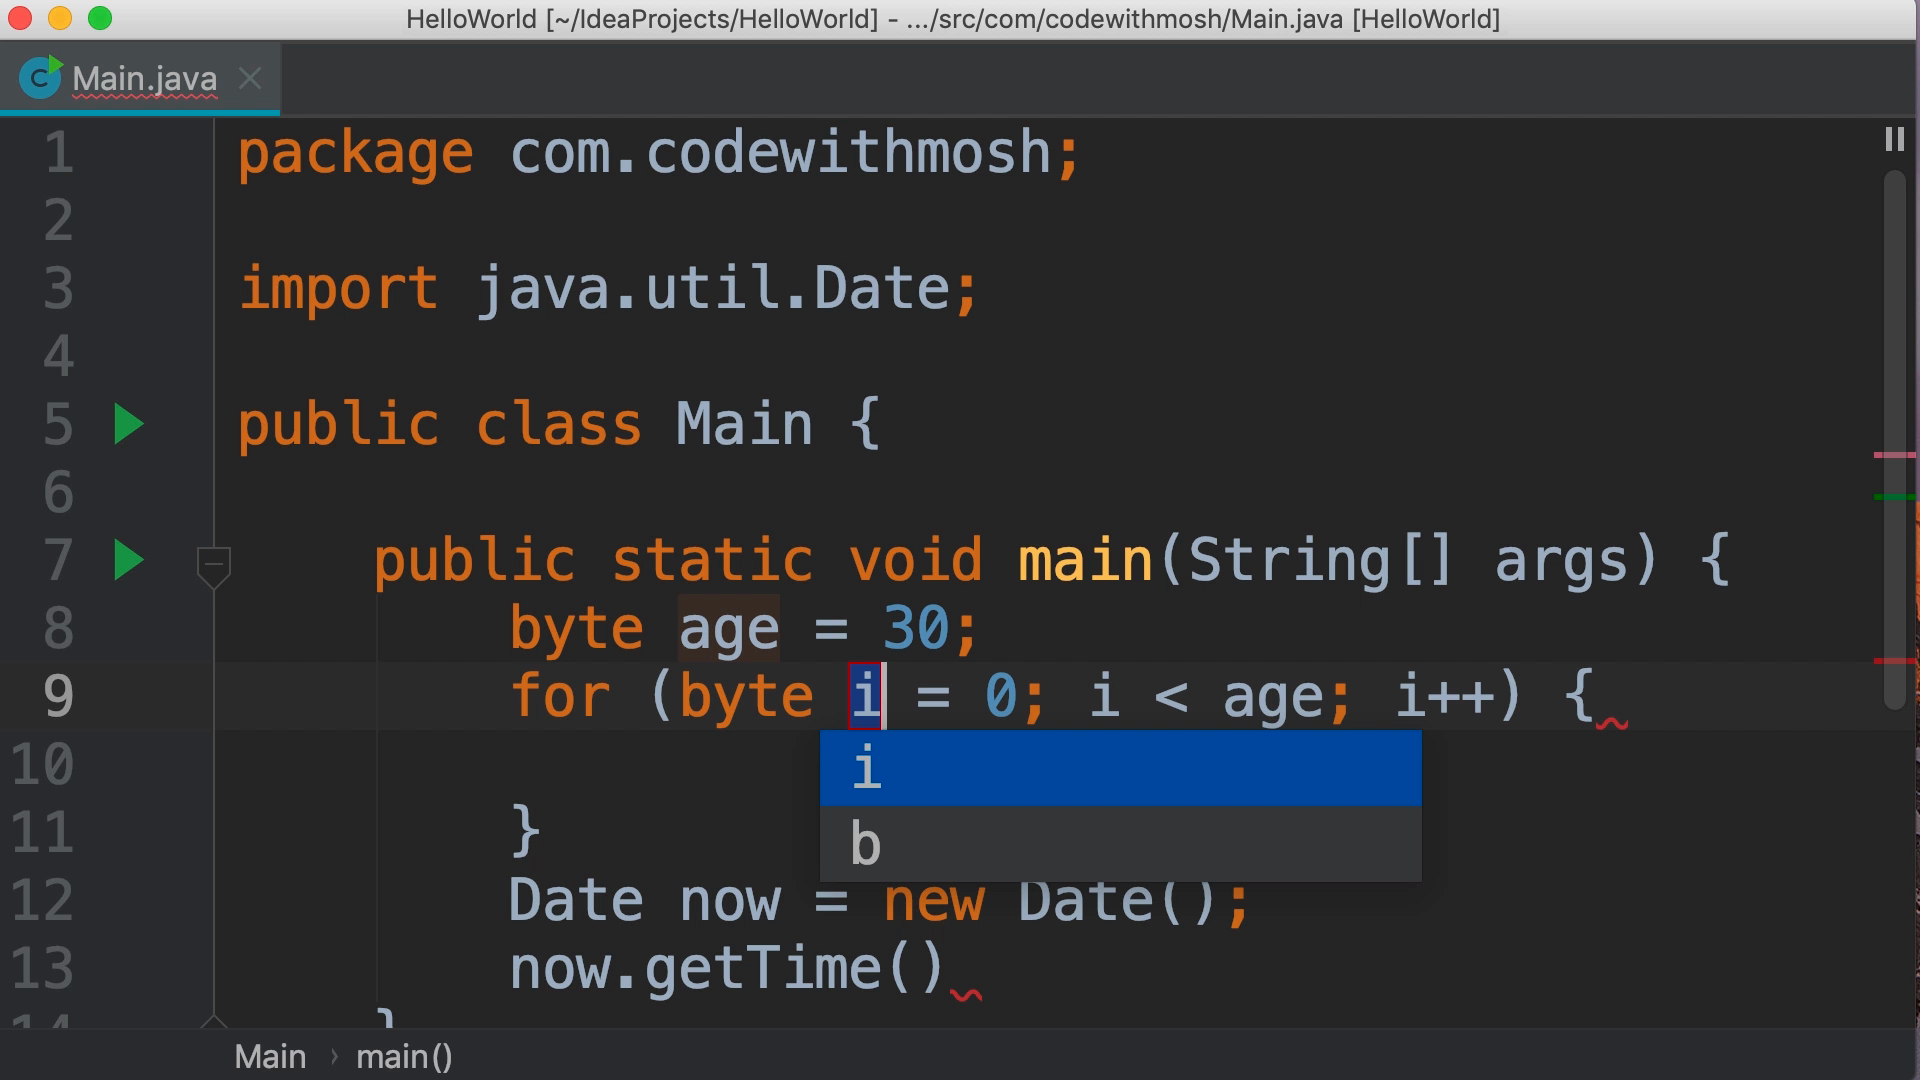 HelloWorld [~/IdeaProjects/HelloWorld] - .../src/com/codewithmosh/Main.java [HelloWorld]
Main.java
1 package com.codewithmosh;
2
3 import java.util.Date;
4
5 public class Main {
6
7 public static void main(String[] args) {
8 byte age = 30;
9 for (byte i = 0; i < age; i++) {
i
10
b
11 }
12 Date now = new Date();
13 now.getTime()
14 }
Main › main()